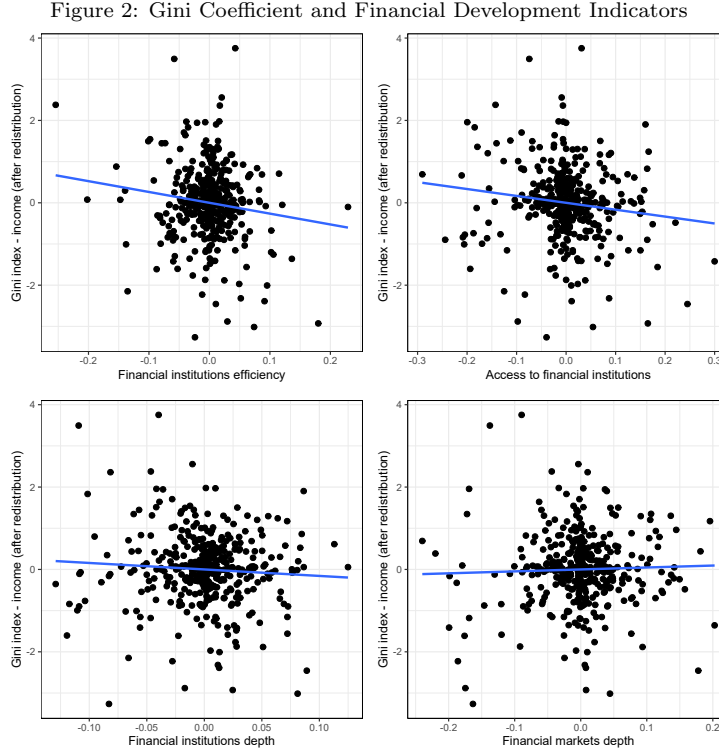 Figure 2: Gini Coefficient and Financial Development Indicators
4
2
0
-2
Gini index - income (after redistribution)
-0.2 -0.1 0.0 0.1 0.2
Financial institutions efficiency
4
2
0
-2
Gini index - income (after redistribution)
-0.3 -0.2 -0.1 0.0 0.1 0.2 0.3
Access to financial institutions
4
2
0
-2
Gini index - income (after redistribution)
-0.10 -0.05 0.00 0.05 0.10
Financial institutions depth
4
2
0
-2
Gini index - income (after redistribution)
-0.2 -0.1 0.0 0.1 0.2
Financial markets depth